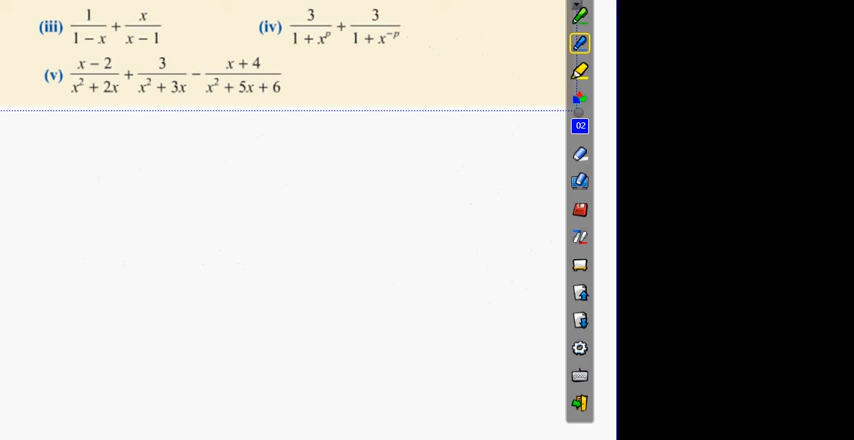 (iii) 1/(1 − x) + x/(x − 1) (iv) 3/(1 + x^p) + 3/(1 + x^−p)
(v) (x − 2)/(x² + 2x) + 3/(x² + 3x) − (x + 4)/(x² + 5x + 6)
02